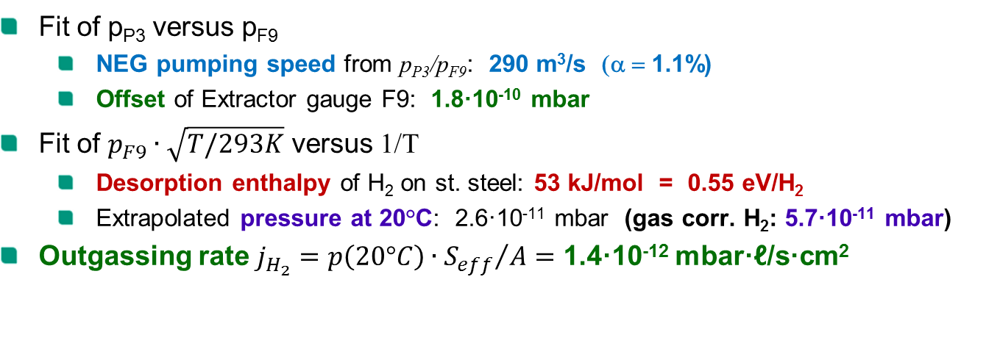 Fit of pP3 versus pF9
NEG pumping speed from pP3/pF9: 290 m³/s (α = 1.1%)
Offset of Extractor gauge F9: 1.8·10⁻¹⁰ mbar
Fit of pF9 · √T/293K versus 1/T
Desorption enthalpy of H₂ on st. steel: 53 kJ/mol = 0.55 eV/H₂
Extrapolated pressure at 20°C: 2.6·10⁻¹¹ mbar (gas corr. H₂: 5.7·10⁻¹¹ mbar)
Outgassing rate jH₂ = p(20°C) · Seff/A = 1.4·10⁻¹² mbar·ℓ/s·cm²